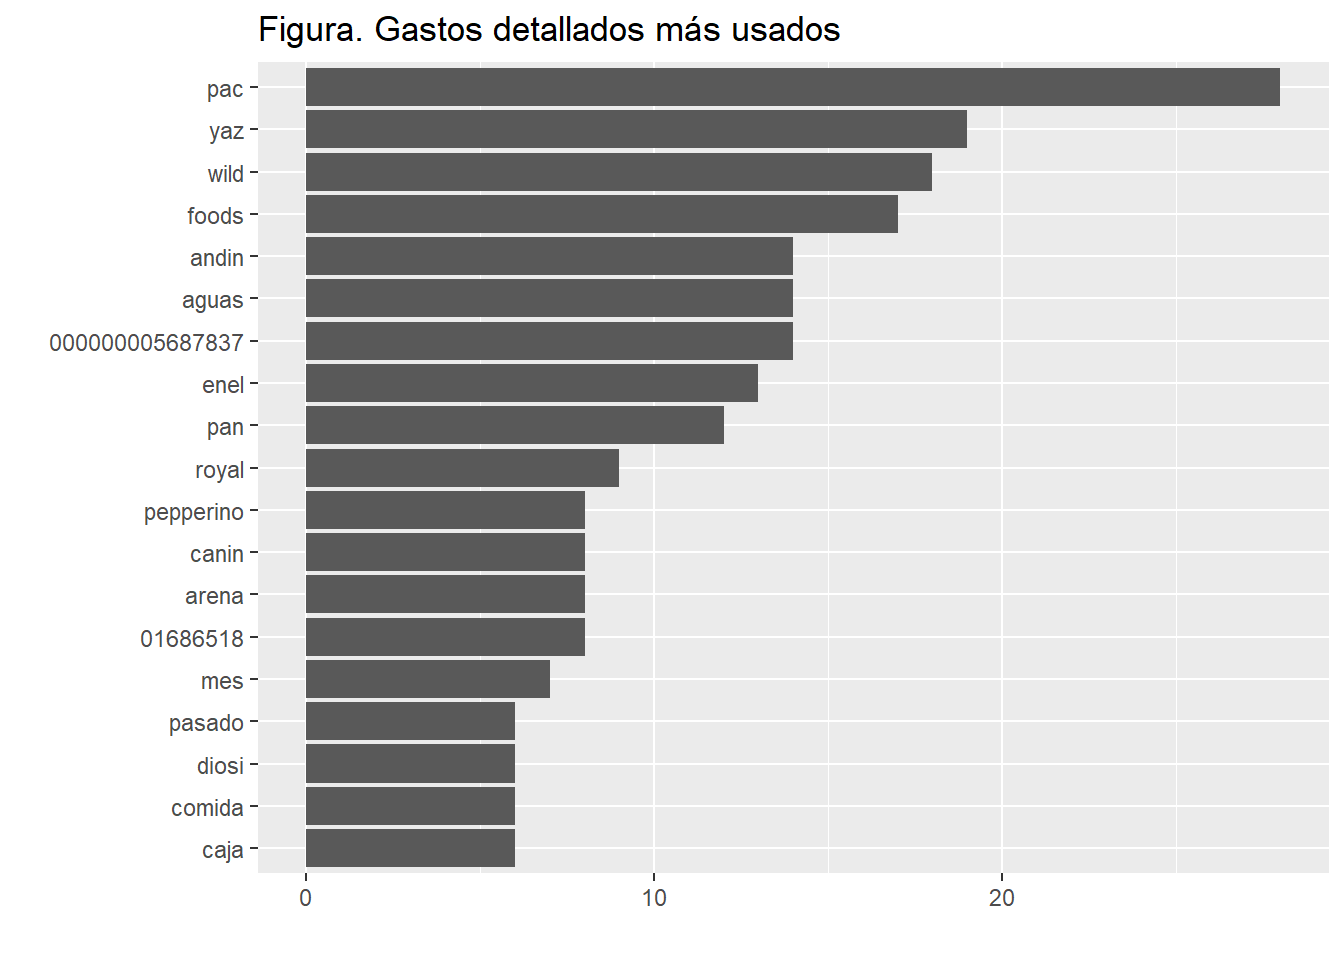 Figura. Gastos detallados más usados
pac
yaz
wild
foods
andin
aguas
000000005687837
enel
pan
royal
pepperino
canin
arena
01686518
mes
pasado
diosi
comida
caja
0 10 20